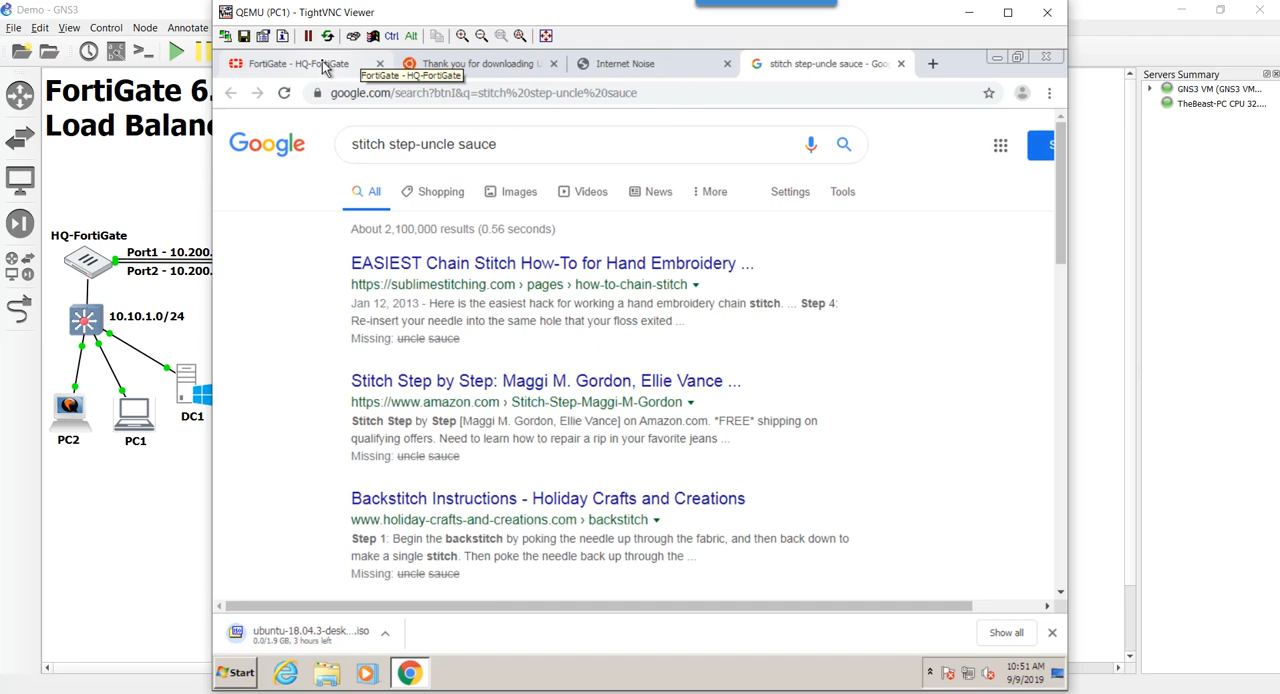 Demo - GNS3
QEMU (PC1) - TightVNC Viewer
File Edit View Control Node Annotate
Ctrl Alt
FortiGate - HQ-FortiGate
Thank you for downloading U
Internet Noise
stitch step-uncle sauce - Goo
FortiGate - HQ-FortiGate
google.com/search?btnI&q=stitch%20step-uncle%20sauce
Servers Summary
GNS3 VM (GNS3 VM...
TheBeast-PC CPU 32....
FortiGate 6.
Load Balanc
Google
stitch step-uncle sauce
S
All Shopping Images Videos News More Settings Tools
About 2,100,000 results (0.56 seconds)
EASIEST Chain Stitch How-To for Hand Embroidery ...
https://sublimestitching.com › pages › how-to-chain-stitch
Jan 12, 2013 - Here is the easiest hack for working a hand embroidery chain stitch. ... Step 4:
Re-insert your needle into the same hole that your floss exited ...
Missing: uncle sauce
Stitch Step by Step: Maggi M. Gordon, Ellie Vance ...
https://www.amazon.com › Stitch-Step-Maggi-M-Gordon
Stitch Step by Step [Maggi M. Gordon, Ellie Vance] on Amazon.com. *FREE* shipping on
qualifying offers. Need to learn how to repair a rip in your favorite jeans ...
Missing: uncle sauce
Backstitch Instructions - Holiday Crafts and Creations
www.holiday-crafts-and-creations.com › backstitch
Step 1: Begin the backstitch by poking the needle up through the fabric, and then back down to
make a single stitch. Then poke the needle back up through the ...
Missing: uncle sauce
HQ-FortiGate
Port1 - 10.200.
Port2 - 10.200.
10.10.1.0/24
DC1
PC2
PC1
ubuntu-18.04.3-desk....iso
0.0/1.9 GB, 3 hours left
Show all
Start
10:51 AM
9/9/2019